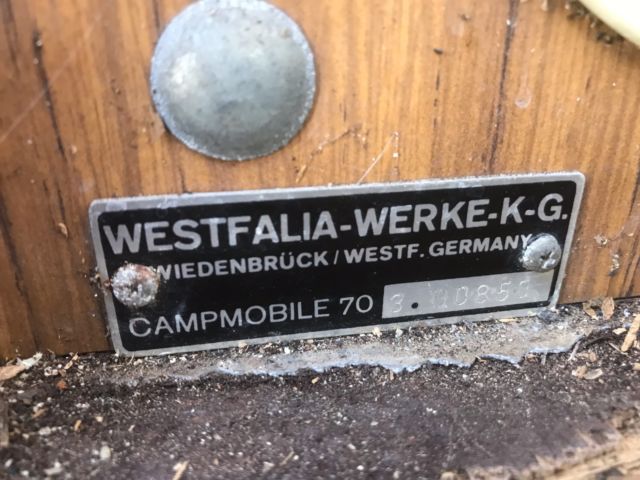 WESTFALIA-WERKE-K-G.
WIEDENBRÜCK/WESTF. GERMANY
CAMPMOBILE 70